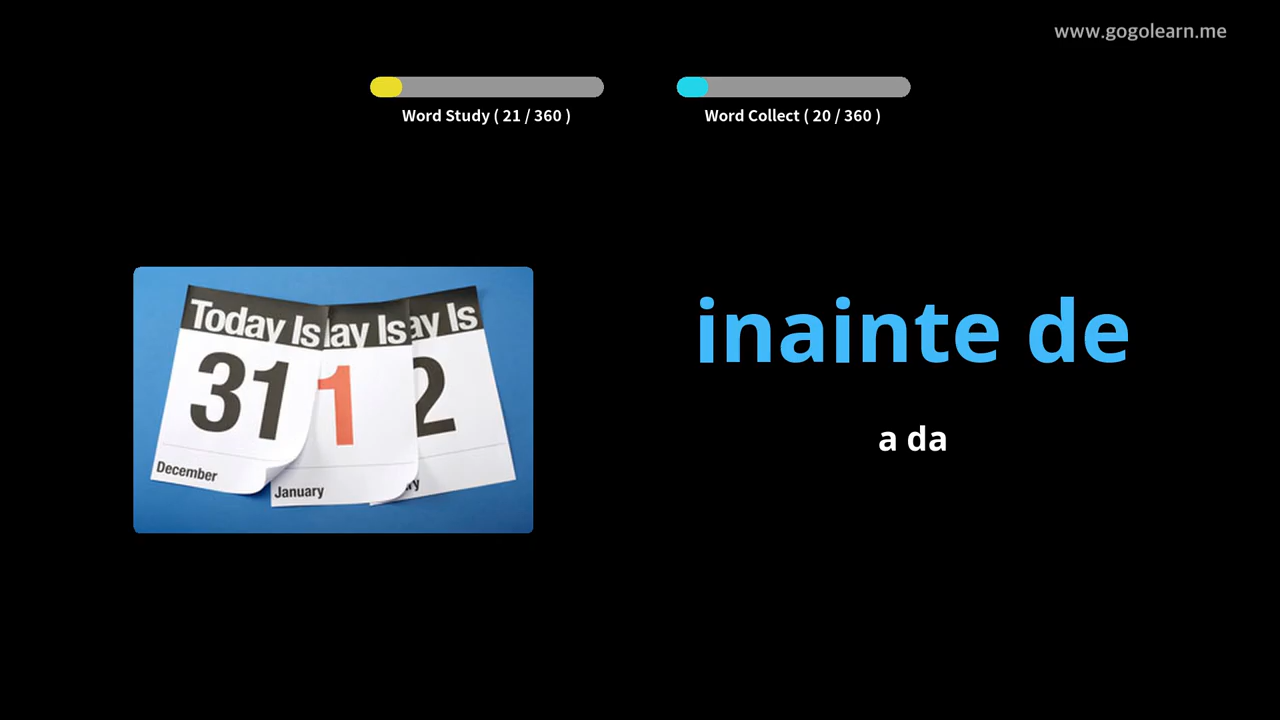 www.gogolearn.me
Word Study ( 21 / 360 )
Word Collect ( 20 / 360 )
Today Is
ay Is
ay Is
31
1
2
December
January
ry
inainte de
a da